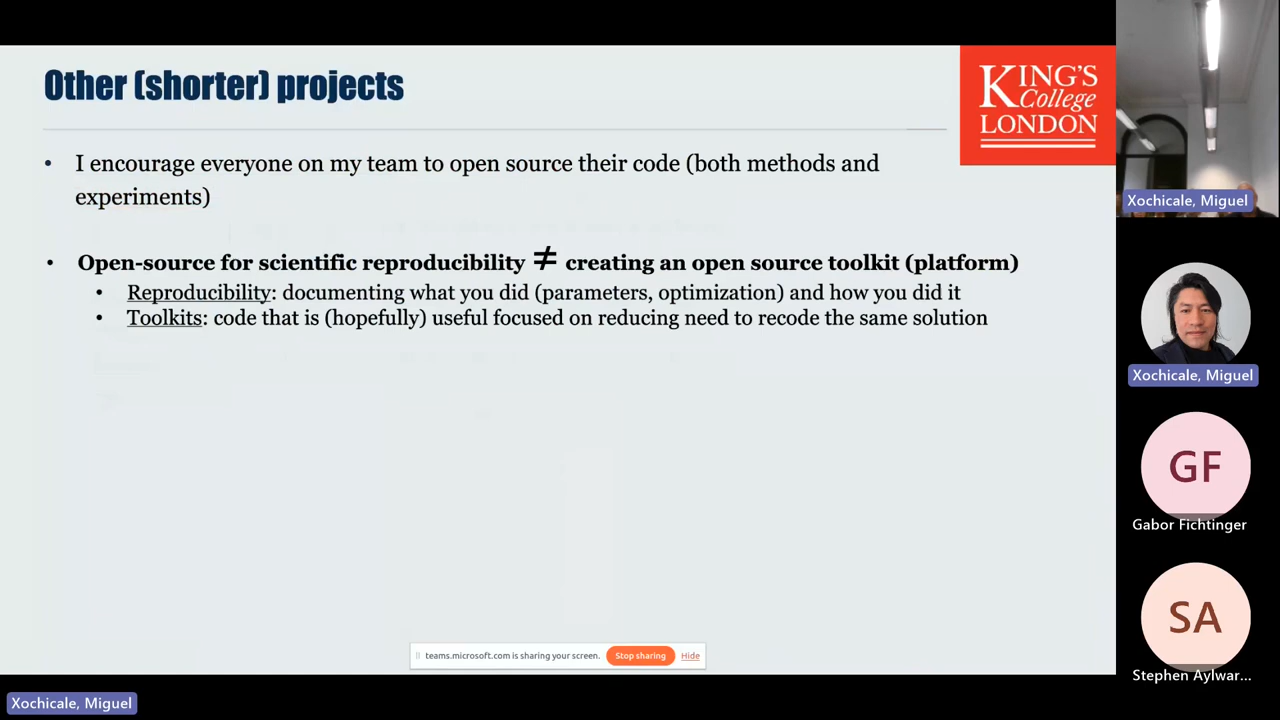 Other (shorter) projects
KING'S
College
LONDON
• I encourage everyone on my team to open source their code (both methods and
experiments)
• Open-source for scientific reproducibility ≠ creating an open source toolkit (platform)
• Reproducibility: documenting what you did (parameters, optimization) and how you did it
• Toolkits: code that is (hopefully) useful focused on reducing need to recode the same solution
teams.microsoft.com is sharing your screen. Stop sharing Hide
Xochicale, Miguel
Xochicale, Miguel
Xochicale, Miguel
GF
Gabor Fichtinger
SA
Stephen Aylwar...